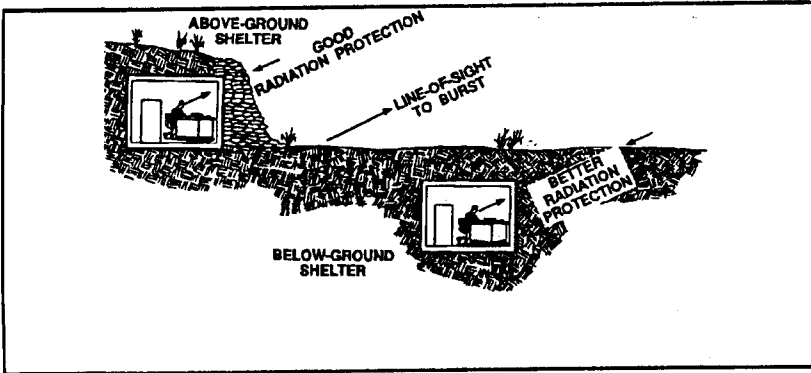 ABOVE-GROUND
SHELTER
GOOD
RADIATION PROTECTION
LINE-OF-SIGHT
TO BURST
BETTER
RADIATION
PROTECTION
BELOW-GROUND
SHELTER